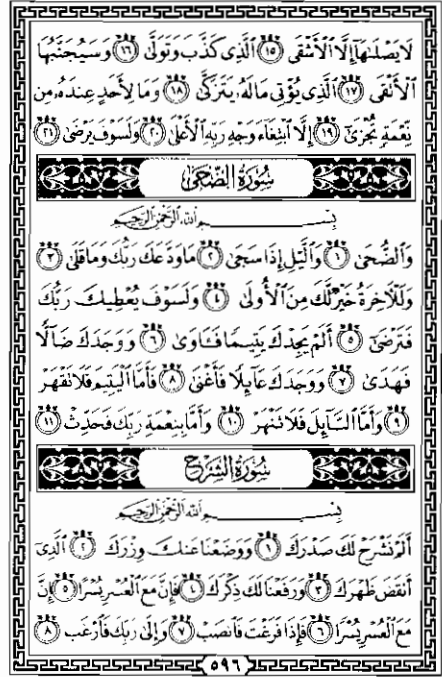 لَا يَصْلَىٰهَآ إِلَّا ٱلْأَشْقَى ١٥ ٱلَّذِى كَذَّبَ وَتَوَلَّىٰ ١٦ وَسَيُجَنَّبُهَا
ٱلْأَتْقَى ١٧ ٱلَّذِى يُؤْتِى مَالَهُۥ يَتَزَكَّىٰ ١٨ وَمَا لِأَحَدٍ عِندَهُۥ مِن
نِّعْمَةٍ تُجْزَىٰٓ ١٩ إِلَّا ٱبْتِغَآءَ وَجْهِ رَبِّهِ ٱلْأَعْلَىٰ ٢٠ وَلَسَوْفَ يَرْضَىٰ ٢١
سُورَةُ الضُّحَىٰ
بِسْمِ ٱللَّهِ ٱلرَّحْمَٰنِ ٱلرَّحِيمِ
وَٱلضُّحَىٰ ١ وَٱلَّيْلِ إِذَا سَجَىٰ ٢ مَا وَدَّعَكَ رَبُّكَ وَمَا قَلَىٰ ٣
وَلَلْآخِرَةُ خَيْرٌ لَّكَ مِنَ ٱلْأُولَىٰ ٤ وَلَسَوْفَ يُعْطِيكَ رَبُّكَ
فَتَرْضَىٰٓ ٥ أَلَمْ يَجِدْكَ يَتِيمًا فَـَٔاوَىٰ ٦ وَوَجَدَكَ ضَآلًّا
فَهَدَىٰ ٧ وَوَجَدَكَ عَآئِلًا فَأَغْنَىٰ ٨ فَأَمَّا ٱلْيَتِيمَ فَلَا تَقْهَرْ
٩ وَأَمَّا ٱلسَّآئِلَ فَلَا تَنْهَرْ ١٠ وَأَمَّا بِنِعْمَةِ رَبِّكَ فَحَدِّثْ ١١
سُورَةُ الشَّرْحِ
بِسْمِ ٱللَّهِ ٱلرَّحْمَٰنِ ٱلرَّحِيمِ
أَلَمْ نَشْرَحْ لَكَ صَدْرَكَ ١ وَوَضَعْنَا عَنكَ وِزْرَكَ ٢ ٱلَّذِىٓ
أَنقَضَ ظَهْرَكَ ٣ وَرَفَعْنَا لَكَ ذِكْرَكَ ٤ فَإِنَّ مَعَ ٱلْعُسْرِ يُسْرًا ٥ إِنَّ
مَعَ ٱلْعُسْرِ يُسْرًا ٦ فَإِذَا فَرَغْتَ فَٱنصَبْ ٧ وَإِلَىٰ رَبِّكَ فَٱرْغَب ٨
٥٩٦